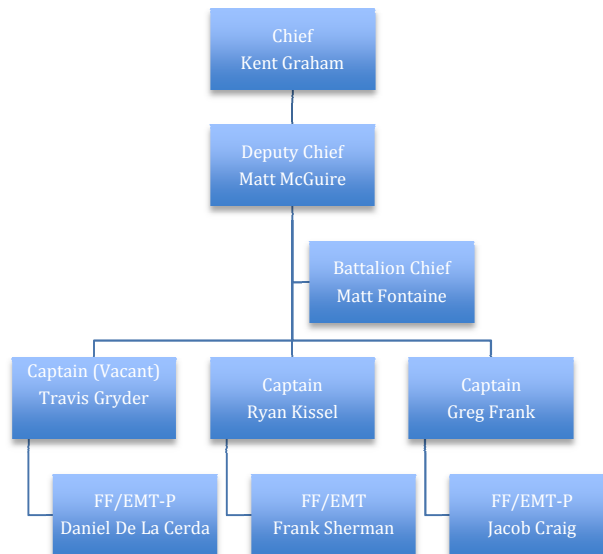 Chief
Kent Graham
Deputy Chief
Matt McGuire
Battalion Chief
Matt Fontaine
Captain (Vacant)
Travis Gryder
Captain
Ryan Kissel
Captain
Greg Frank
FF/EMT-P
Daniel De La Cerda
FF/EMT
Frank Sherman
FF/EMT-P
Jacob Craig